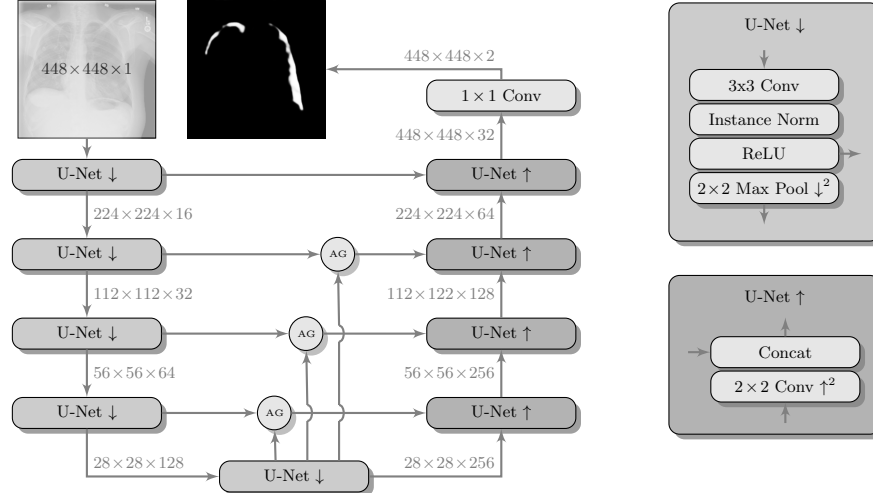 448×448×1
448×448×2
1×1 Conv
448×448×32
U-Net ↓
U-Net ↑
224×224×16
224×224×64
U-Net ↓
AG
U-Net ↑
112×112×32
112×122×128
U-Net ↓
AG
U-Net ↑
56×56×64
56×56×256
U-Net ↓
AG
U-Net ↑
28×28×128
U-Net ↓
28×28×256
U-Net ↓
3x3 Conv
Instance Norm
ReLU
2×2 Max Pool ↓²
U-Net ↑
Concat
2×2 Conv ↑²